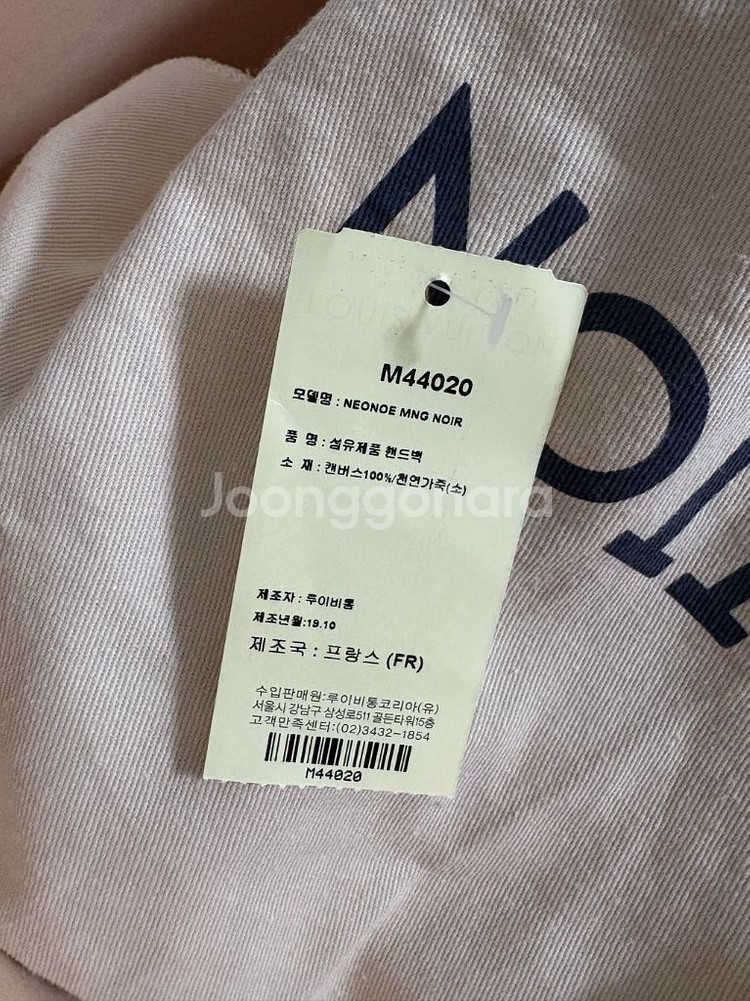 LOUIS VUITTON
M44020
모델명 : NEONOE MNG NOIR
품 명 : 섬유제품 핸드백
소 재 : 캔버스100%/천연가죽(소)
Joonggonara
제조자 : 루이비통
제조년월:19.10
제조국 : 프랑스 (FR)
수입판매원:루이비통코리아(유)
서울시 강남구 삼성로511 골든타워15층
고객만족센터:(02)3432-1854
M44020